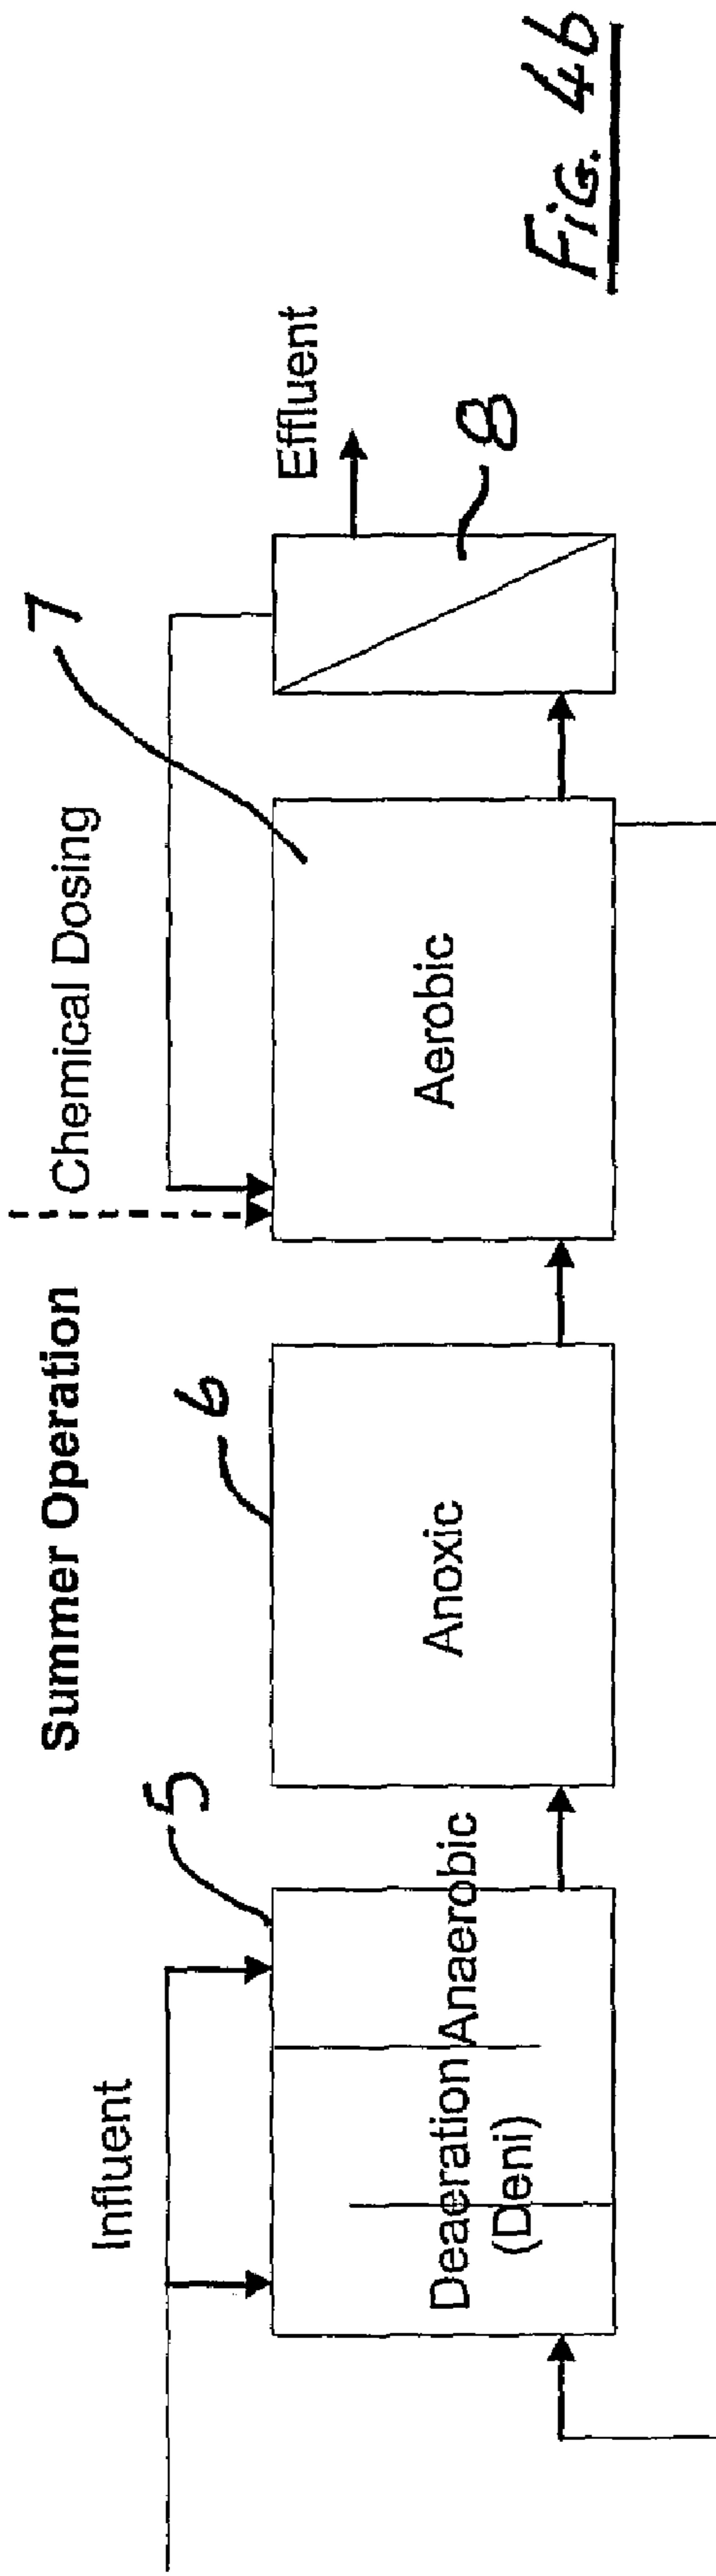 Summer Operation
Influent
Chemical Dosing
5
6
7
Effluent
Deaeration Anaerobic
(Deni)
Anoxic
Aerobic
8
Fig. 4b